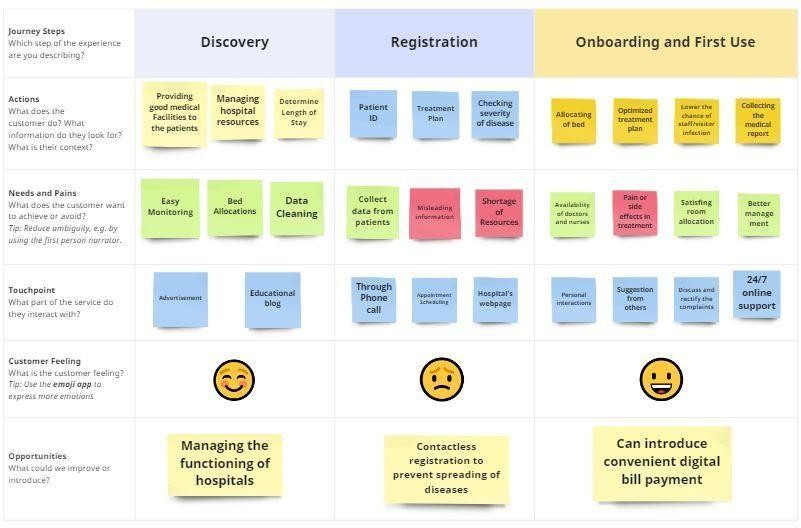 Journey Steps
Which step of the experience
are you describing?
Discovery
Registration
Onboarding and First Use
Actions
What does the
customer do? What
information do they look for?
What is their context?
Providing
good medical
Facilities to
the patients
Managing
hospital
resources
Determine
Length of
Stay
Patient
ID
Treatment
Plan
Checking
severity
of disease
Allocating
of bed
Optimized
treatment
plan
Lower the
chance of
staff/visitor
infection
Collecting
the
medical
report
Needs and Pains
What does the customer want
to achieve or avoid?
Tip: Reduce ambiguity, e.g. by
using the first person narrator.
Easy
Monitoring
Bed
Allocations
Data
Cleaning
Collect
data from
patients
Misleading
information
Shortage
of
Resources
Availability
of doctors
and nurses
Pain or
side
effects in
treatment
Satisfing
room
allocation
Better
manage
ment
Touchpoint
What part of the service do
they interact with?
Advertisement
Educational
blog
Through
Phone
call
Appointment
Scheduling
Hospital's
webpage
Personal
interactions
Suggestion
from
others
Discuss and
rectify the
complaints
24/7
online
support
Customer Feeling
What is the customer feeling?
Tip: Use the emoji app to
express more emotions
Opportunities
What could we improve or
introduce?
Managing the
functioning of
hospitals
Contactless
registration to
prevent spreading of
diseases
Can introduce
convenient digital
bill payment